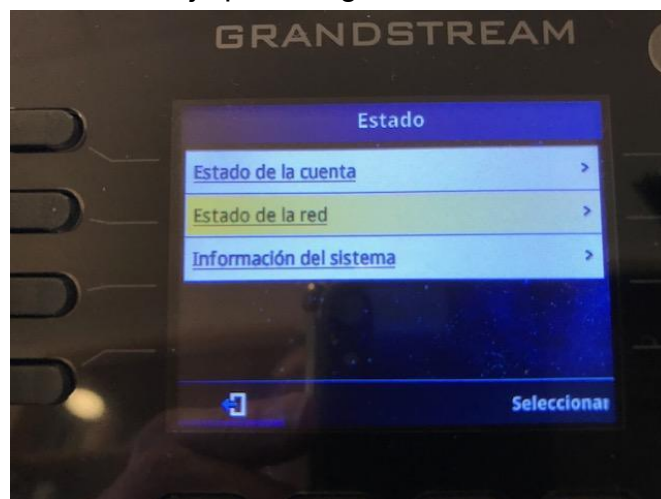 GRANDSTREAM
Estado
Estado de la cuenta >
Estado de la red >
Información del sistema >
Seleccionar